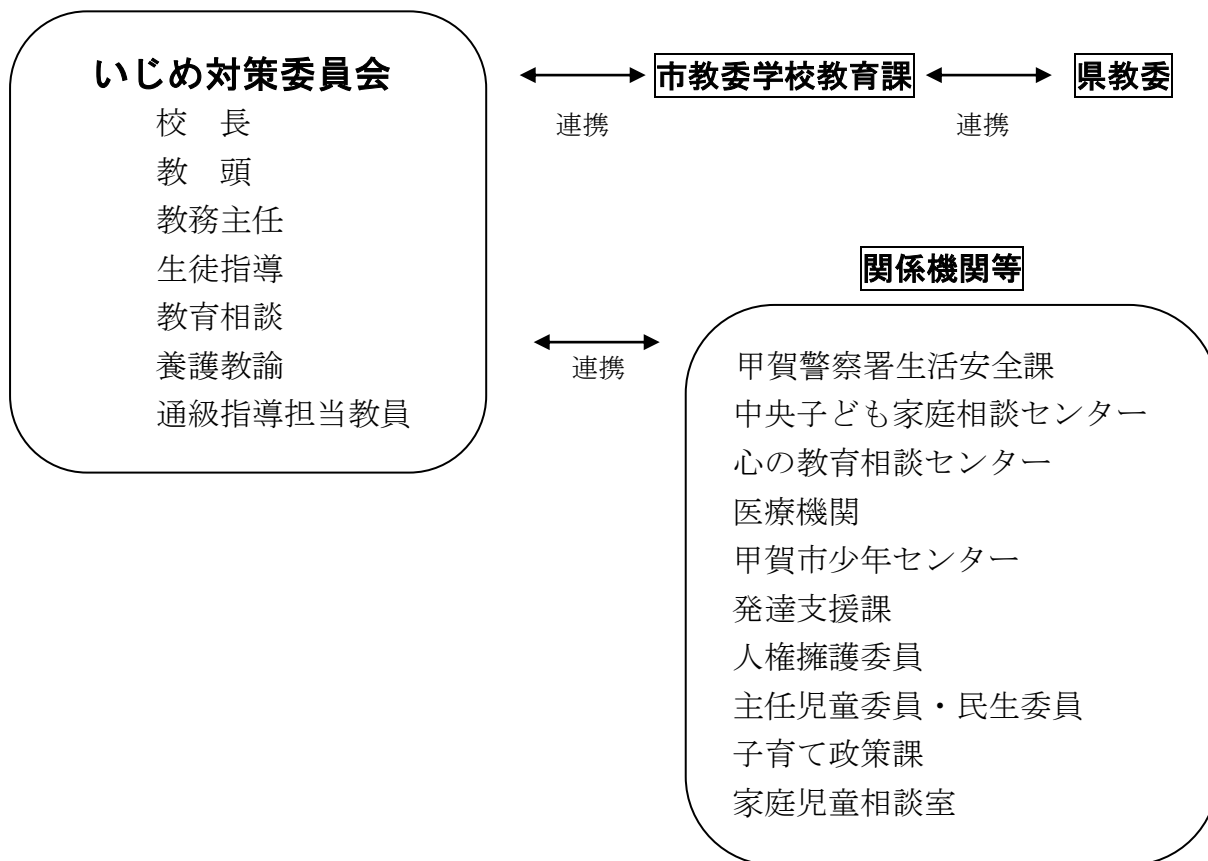 いじめ対策委員会
校　長
教　頭
教務主任
生徒指導
教育相談
養護教諭
通級指導担当教員
連携
市教委学校教育課
連携
県教委
連携
関係機関等
甲賀警察署生活安全課
中央子ども家庭相談センター
心の教育相談センター
医療機関
甲賀市少年センター
発達支援課
人権擁護委員
主任児童委員・民生委員
子育て政策課
家庭児童相談室